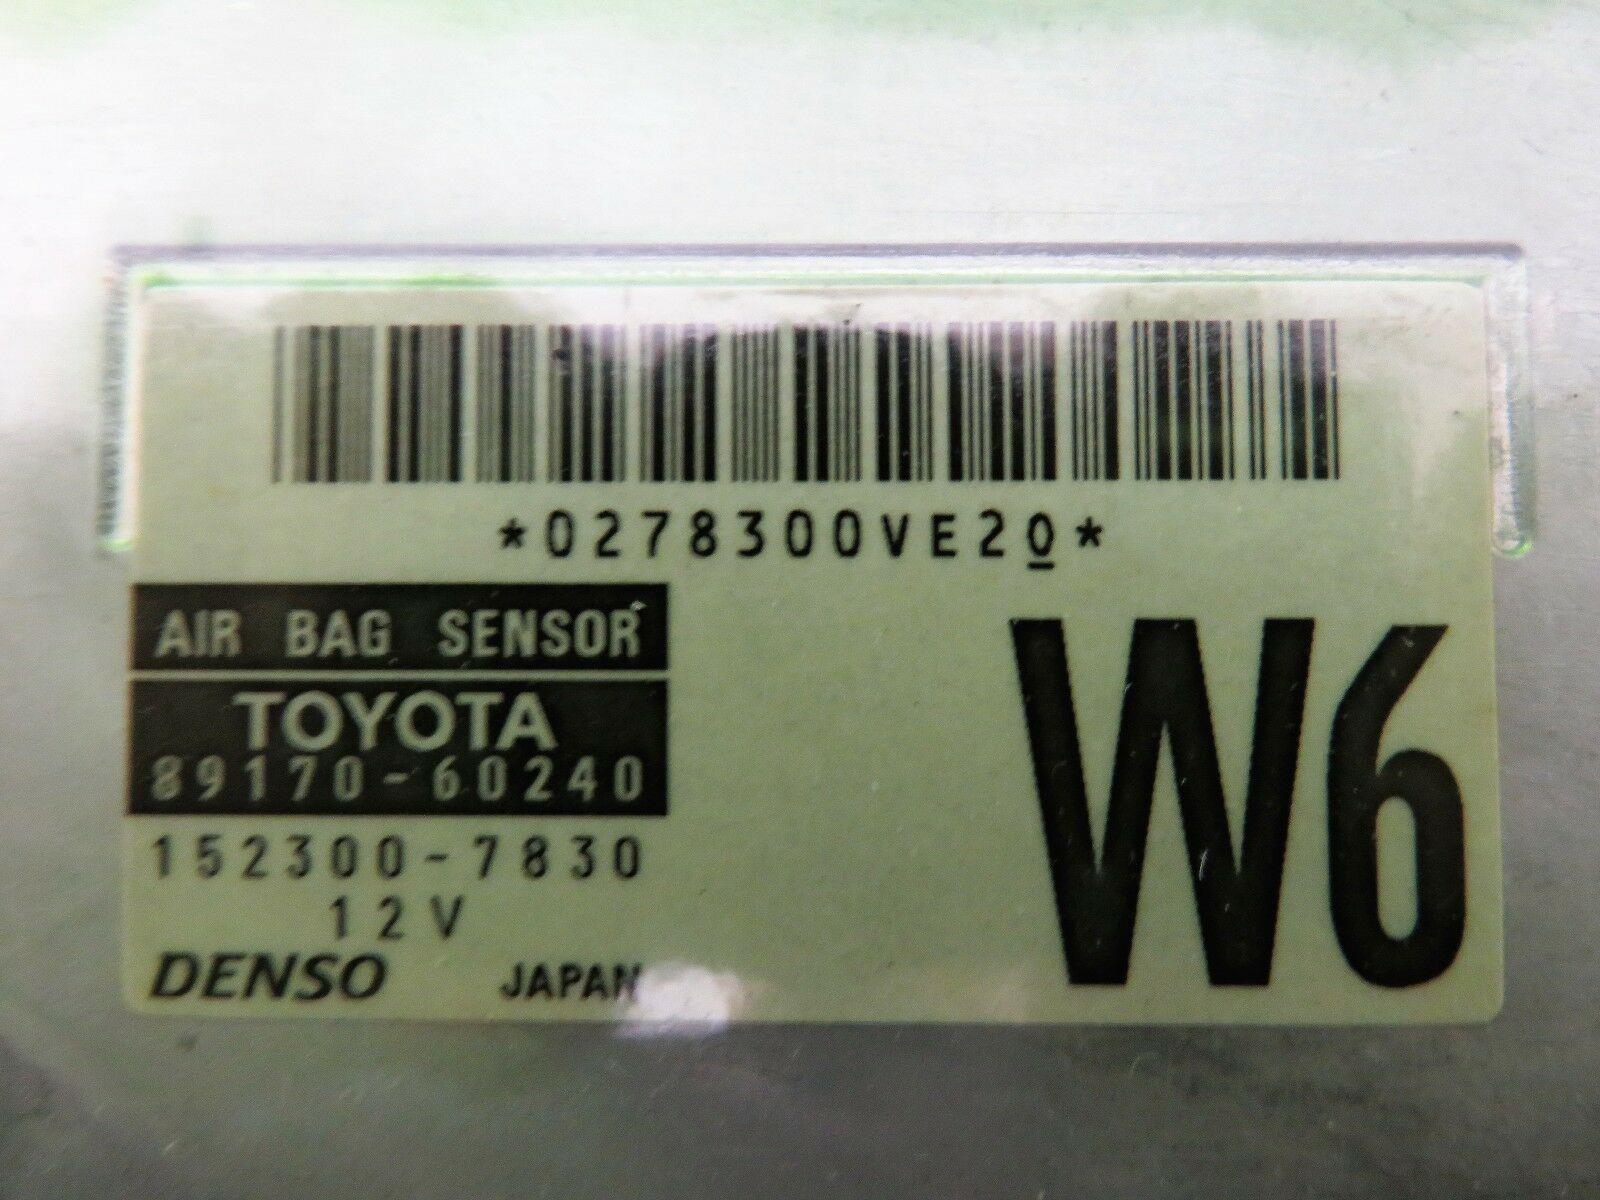 *0278300VE20*
AIR BAG SENSOR
TOYOTA
89170-60240
152300-7830
12V
DENSO JAPAN
W6